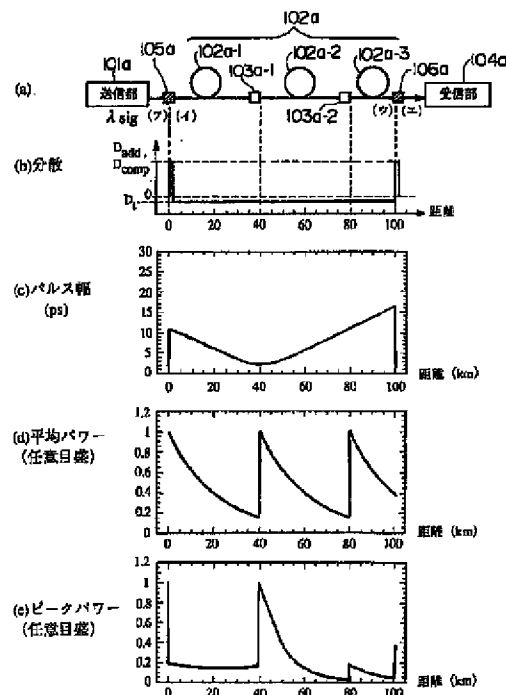 102a
101a
105a
102a-1
103a-1
102a-2
102a-3
106a
104a
(a)
送信部
受信部
λ sig
(ア)
(イ)
103a-2
(ウ)
(エ)
(b)分散
Dadd,
Dcomp
0
0 20 40 60 80 100
距離
(c)パルス幅
(ps)
30
25
20
15
10
5
0
0 20 40 60 80 100
距離 (km)
(d)平均パワー
(任意目盛)
1.2
1
0.8
0.6
0.4
0.2
0
0 20 40 60 80 100
距離 (km)
(e)ピークパワー
(任意目盛)
1.2
1
0.8
0.6
0.4
0.2
0
0 20 40 60 80 100
距離 (km)